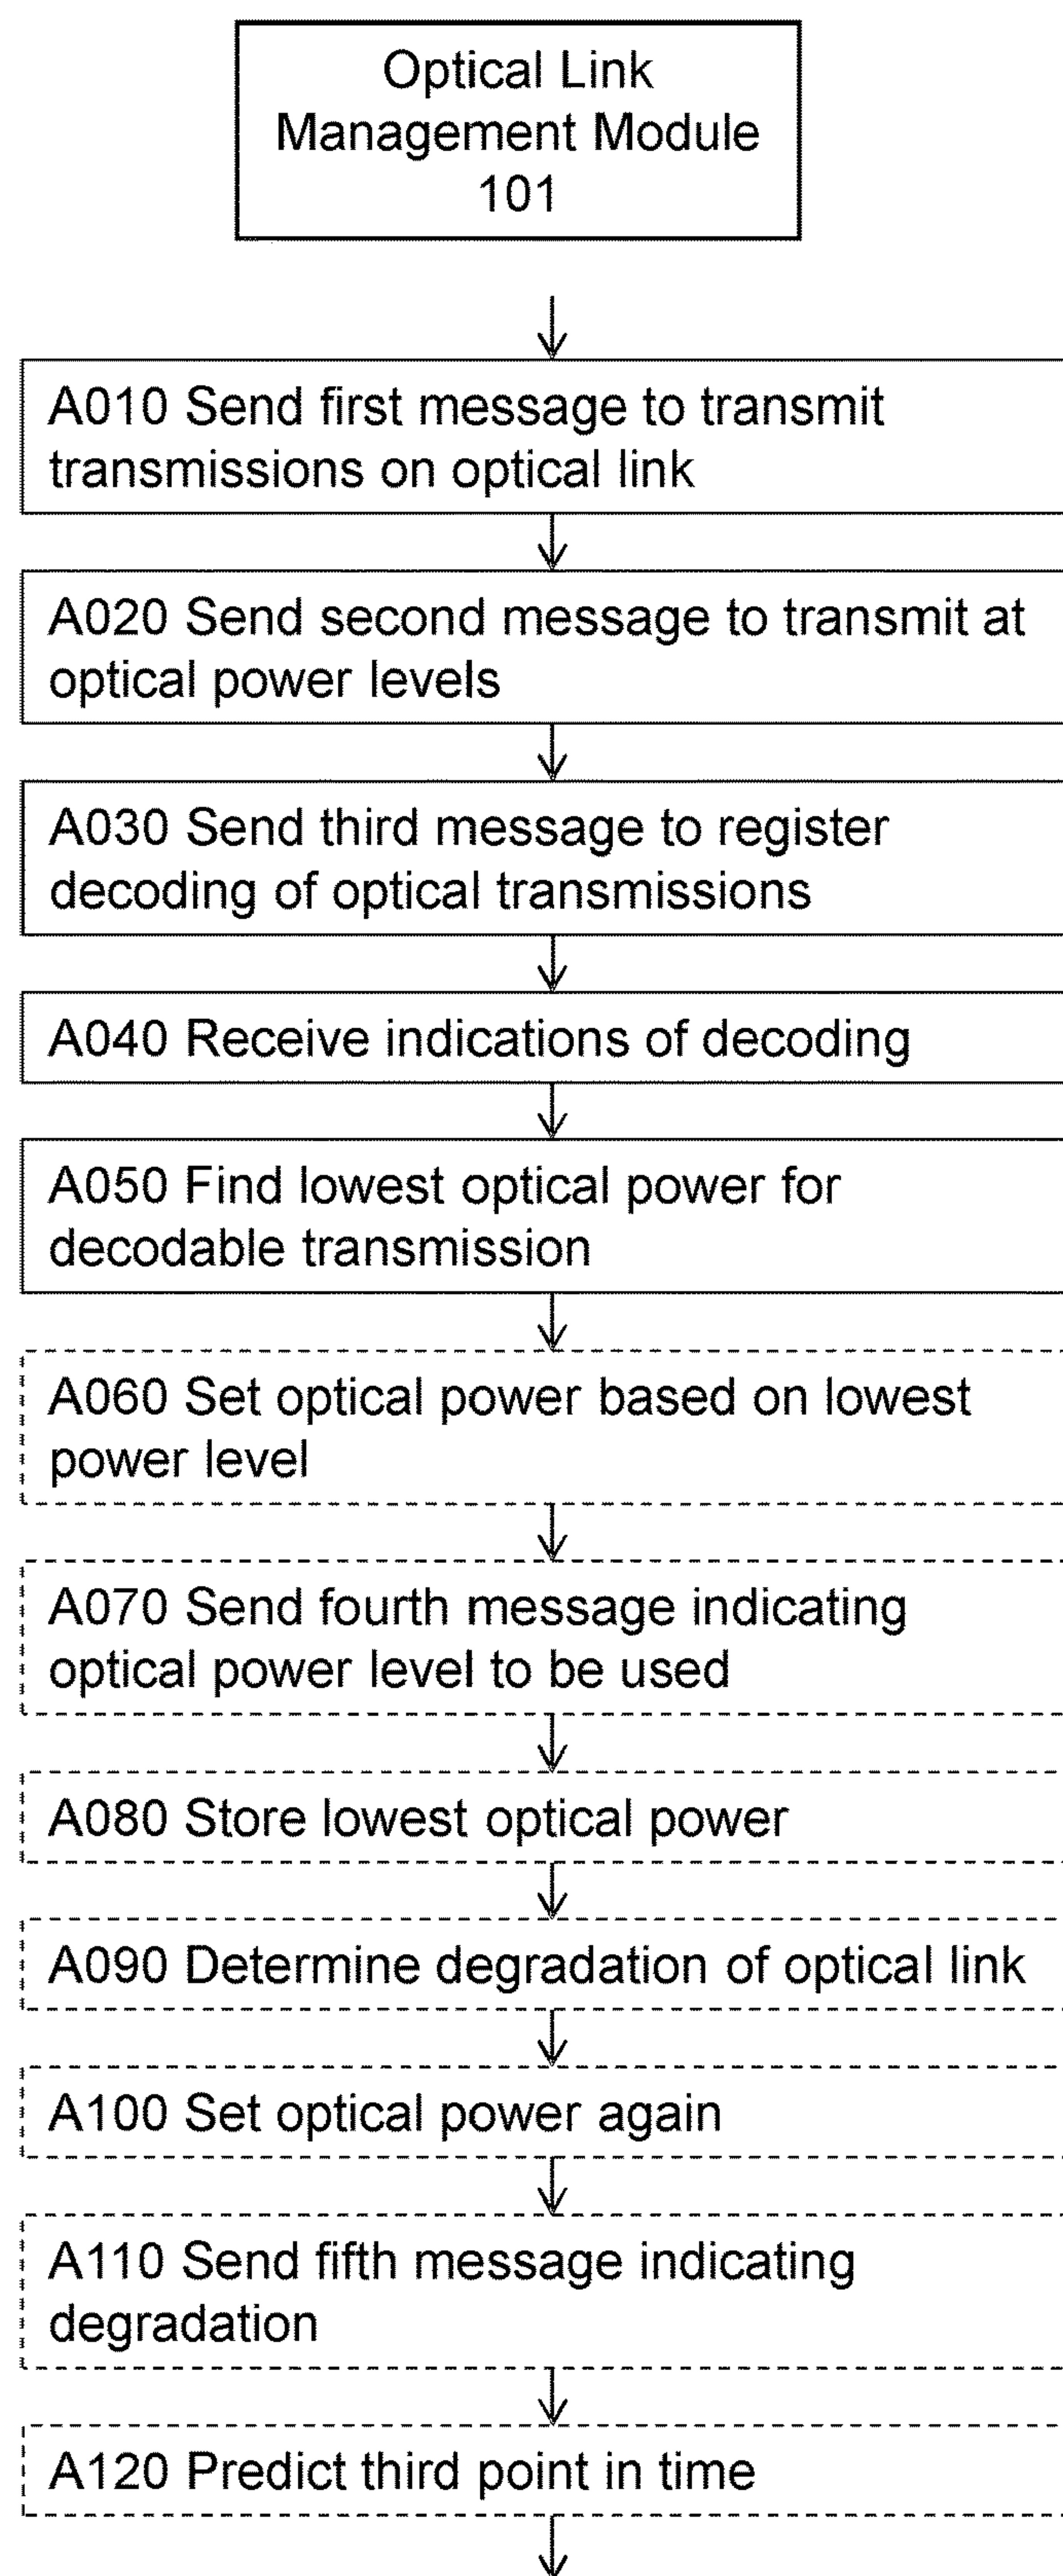 Optical Link
Management Module
101
A010 Send first message to transmit
transmissions on optical link
A020 Send second message to transmit at
optical power levels
A030 Send third message to register
decoding of optical transmissions
A040 Receive indications of decoding
A050 Find lowest optical power for
decodable transmission
A060 Set optical power based on lowest
power level
A070 Send fourth message indicating
optical power level to be used
A080 Store lowest optical power
A090 Determine degradation of optical link
A100 Set optical power again
A110 Send fifth message indicating
degradation
A120 Predict third point in time